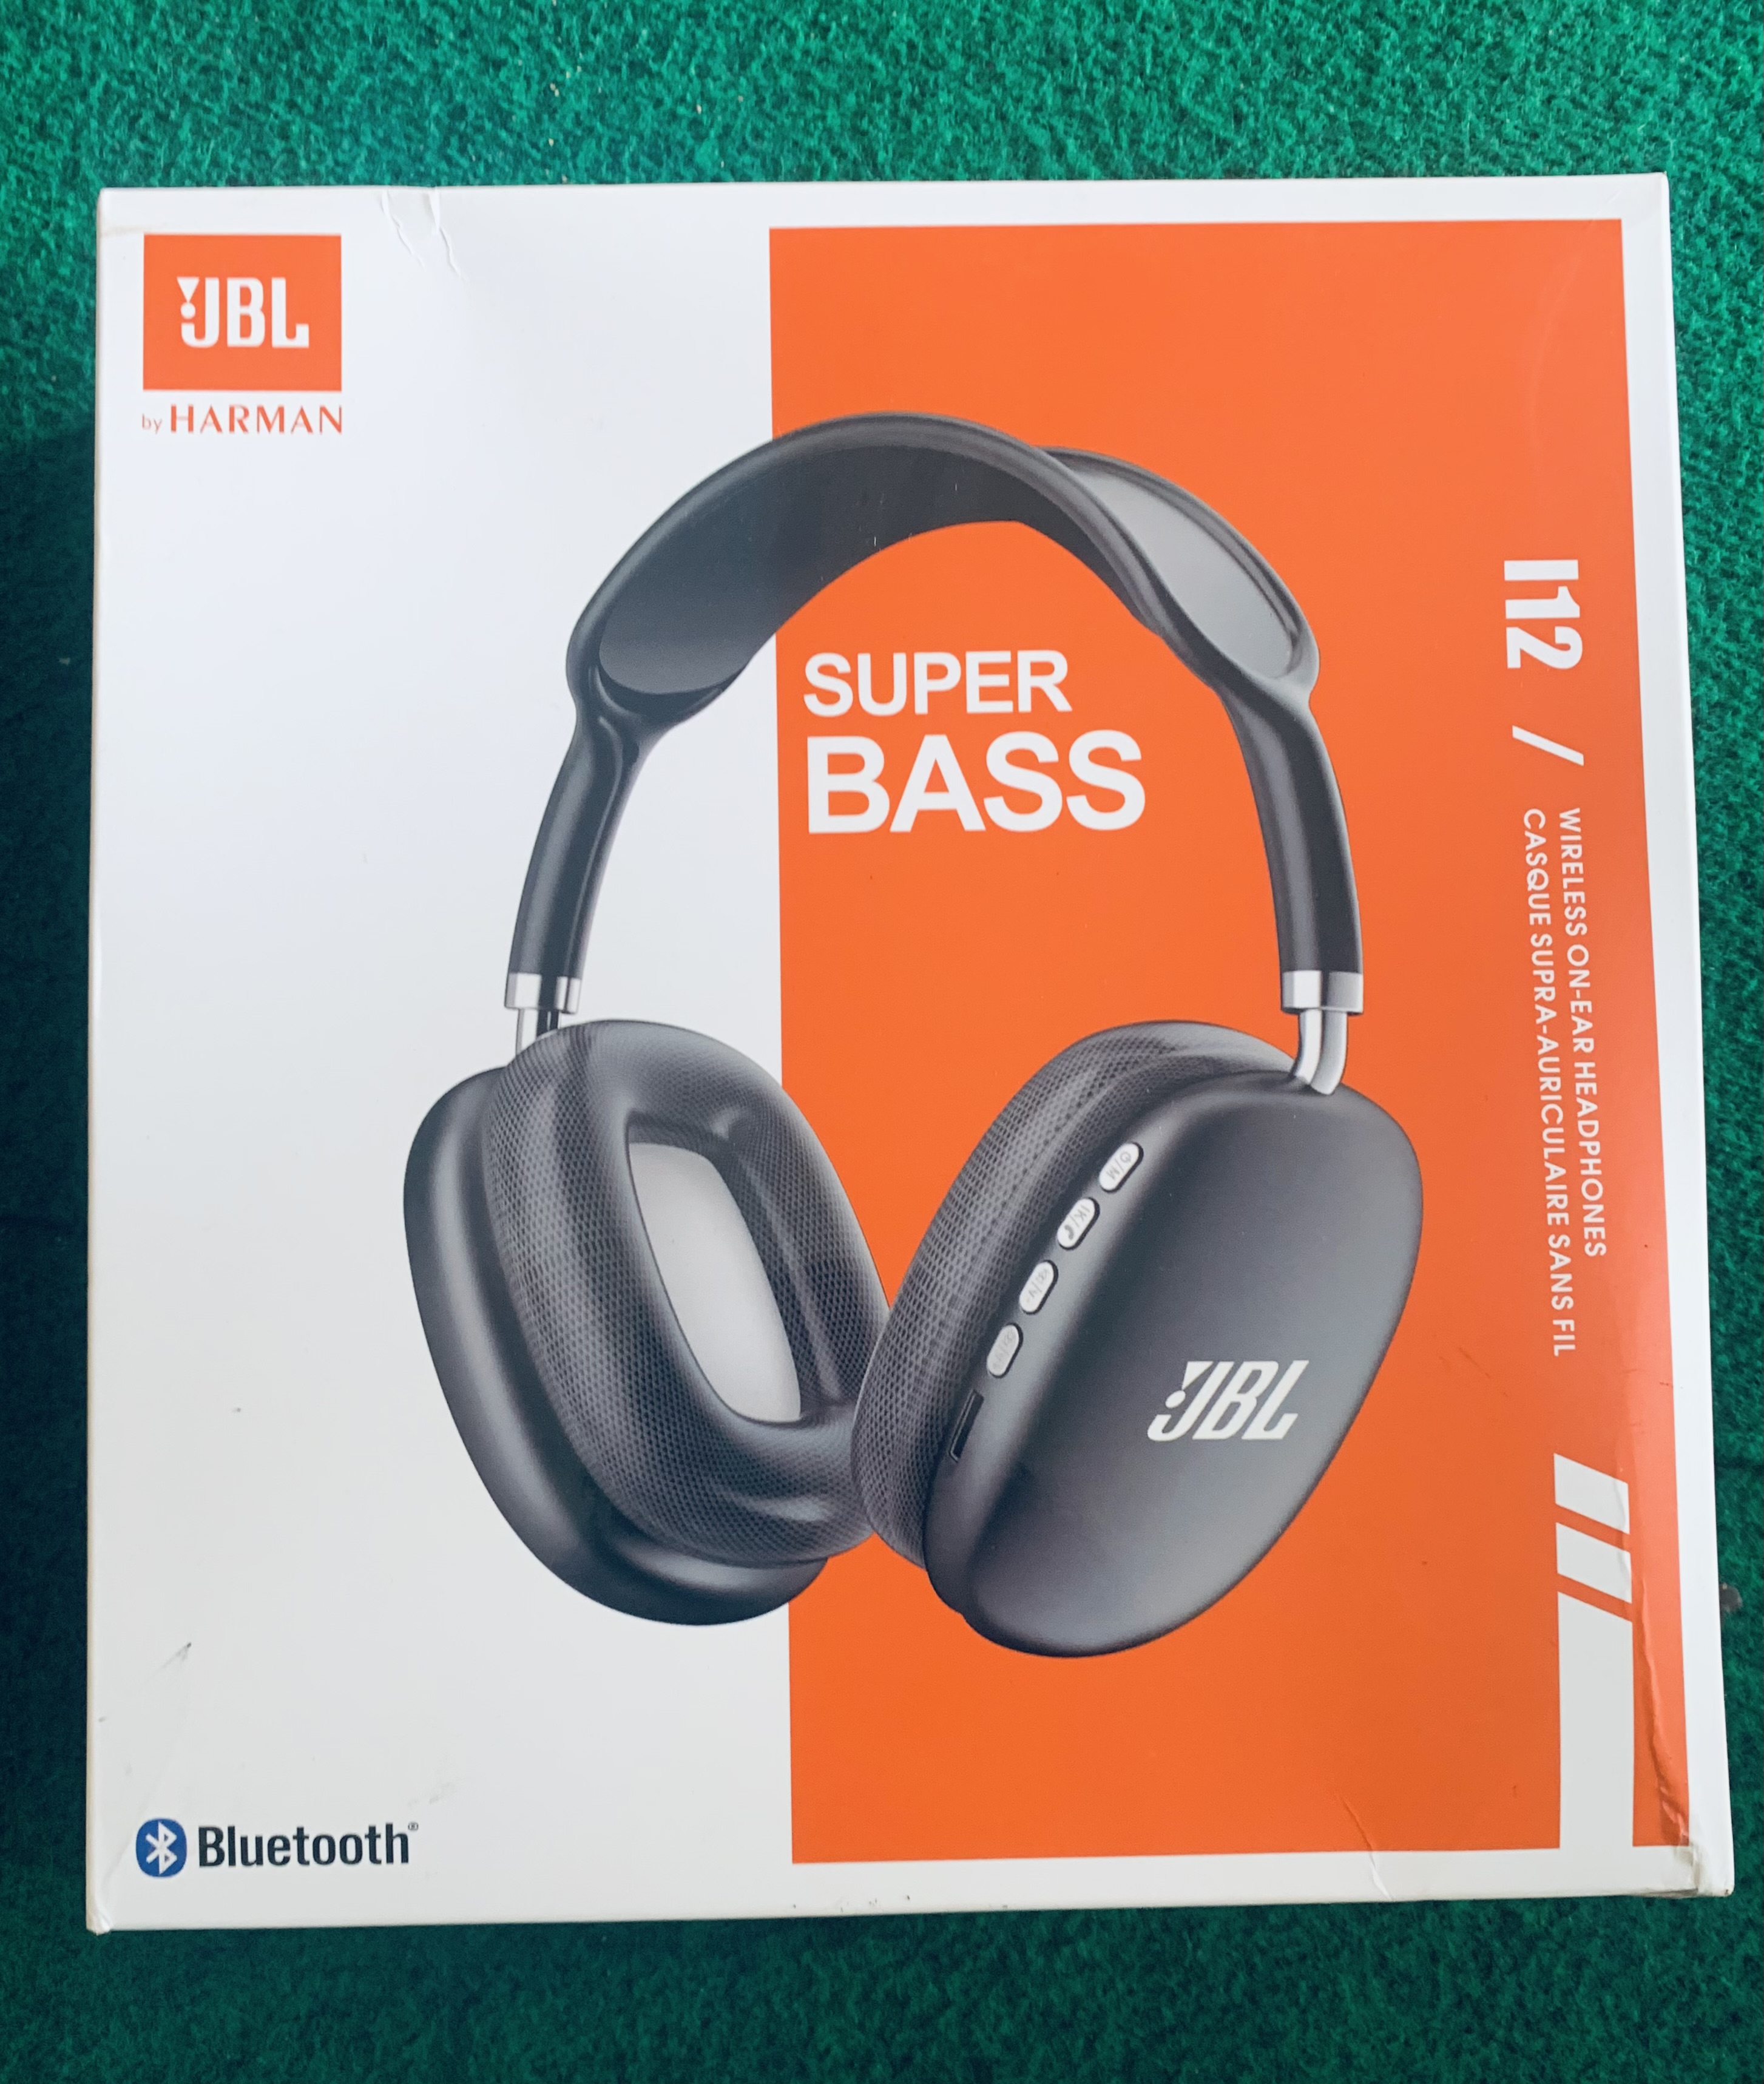 JBL
by HARMAN
SUPER
BASS
I12 /
WIRELESS ON-EAR HEADPHONES
CASQUE SUPRA-AURICULAIRE SANS FIL
JBL
Bluetooth®